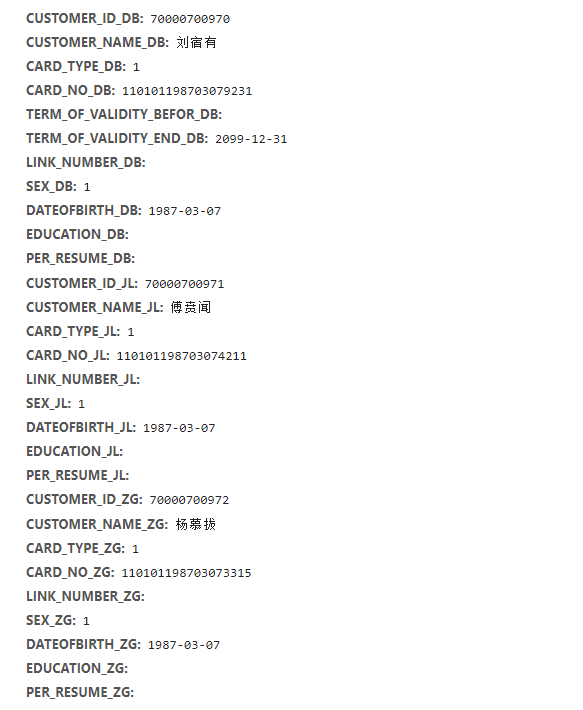 CUSTOMER_ID_DB: 70000700970
CUSTOMER_NAME_DB: 刘宿有
CARD_TYPE_DB: 1
CARD_NO_DB: 110101198703079231
TERM_OF_VALIDITY_BEFOR_DB:
TERM_OF_VALIDITY_END_DB: 2099-12-31
LINK_NUMBER_DB:
SEX_DB: 1
DATEOFBIRTH_DB: 1987-03-07
EDUCATION_DB:
PER_RESUME_DB:
CUSTOMER_ID_JL: 70000700971
CUSTOMER_NAME_JL: 傅贲闻
CARD_TYPE_JL: 1
CARD_NO_JL: 110101198703074211
LINK_NUMBER_JL:
SEX_JL: 1
DATEOFBIRTH_JL: 1987-03-07
EDUCATION_JL:
PER_RESUME_JL:
CUSTOMER_ID_ZG: 70000700972
CUSTOMER_NAME_ZG: 杨慕拔
CARD_TYPE_ZG: 1
CARD_NO_ZG: 110101198703073315
LINK_NUMBER_ZG:
SEX_ZG: 1
DATEOFBIRTH_ZG: 1987-03-07
EDUCATION_ZG:
PER_RESUME_ZG: